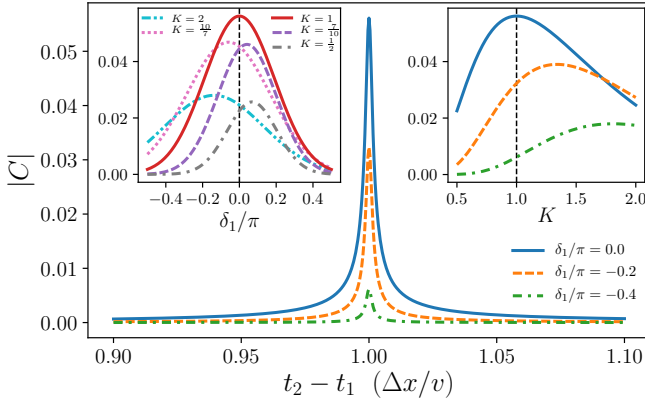 |C|
0.05
0.04
0.03
0.02
0.01
0.00
0.90
0.95
1.00
1.05
1.10
t₂ − t₁ (Δx/v)
K = 2
K = 10/7
K = 1
K = 7/10
K = 1/2
0.04
0.02
0.00
−0.4
−0.2
0.0
0.2
0.4
δ₁/π
0.04
0.02
0.00
0.5
1.0
1.5
2.0
K
δ₁/π = 0.0
δ₁/π = −0.2
δ₁/π = −0.4